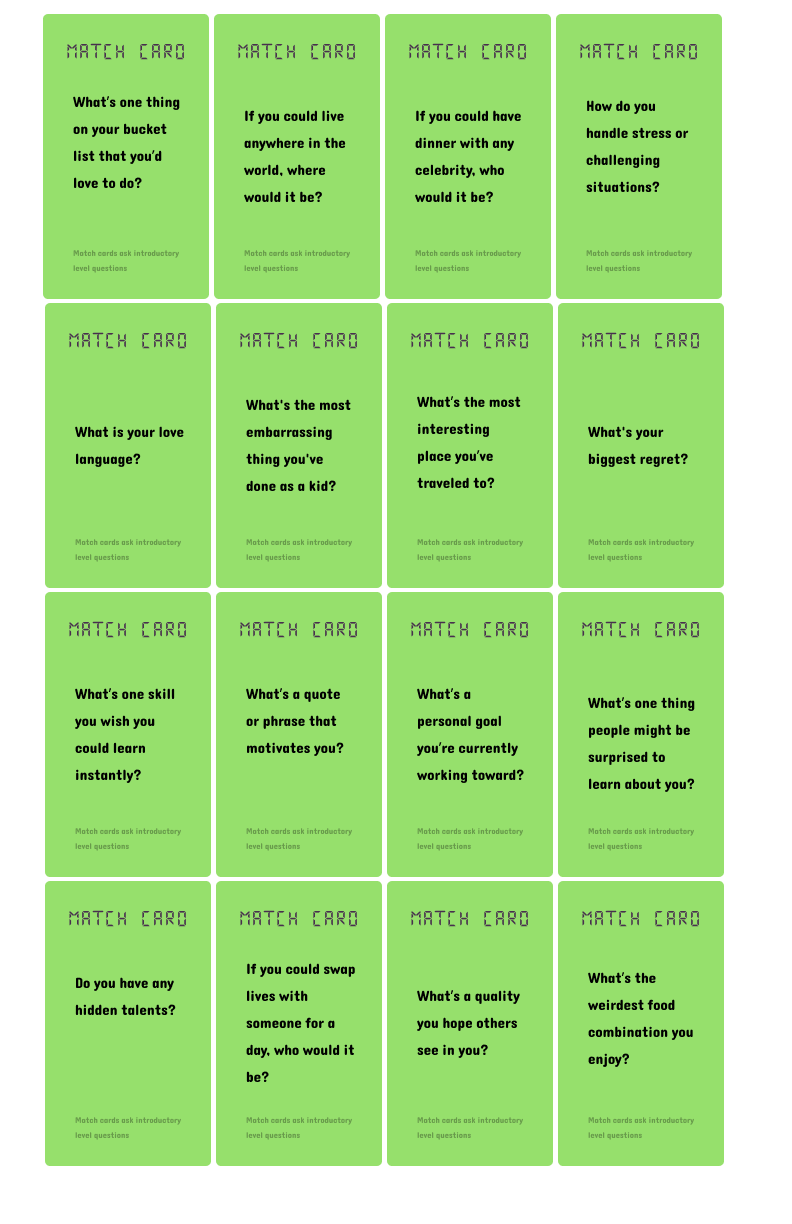 MATCH CARD
What's one thing
on your bucket
list that you'd
love to do?
Match cards ask introductory
level questions
MATCH CARD
If you could live
anywhere in the
world, where
would it be?
Match cards ask introductory
level questions
MATCH CARD
If you could have
dinner with any
celebrity, who
would it be?
Match cards ask introductory
level questions
MATCH CARD
How do you
handle stress or
challenging
situations?
Match cards ask introductory
level questions
MATCH CARD
What is your love
language?
Match cards ask introductory
level questions
MATCH CARD
What's the most
embarrassing
thing you've
done as a kid?
Match cards ask introductory
level questions
MATCH CARD
What's the most
interesting
place you've
traveled to?
Match cards ask introductory
level questions
MATCH CARD
What's your
biggest regret?
Match cards ask introductory
level questions
MATCH CARD
What's one skill
you wish you
could learn
instantly?
Match cards ask introductory
level questions
MATCH CARD
What's a quote
or phrase that
motivates you?
Match cards ask introductory
level questions
MATCH CARD
What's a
personal goal
you're currently
working toward?
Match cards ask introductory
level questions
MATCH CARD
What's one thing
people might be
surprised to
learn about you?
Match cards ask introductory
level questions
MATCH CARD
Do you have any
hidden talents?
Match cards ask introductory
level questions
MATCH CARD
If you could swap
lives with
someone for a
day, who would it
be?
Match cards ask introductory
level questions
MATCH CARD
What's a quality
you hope others
see in you?
Match cards ask introductory
level questions
MATCH CARD
What's the
weirdest food
combination you
enjoy?
Match cards ask introductory
level questions